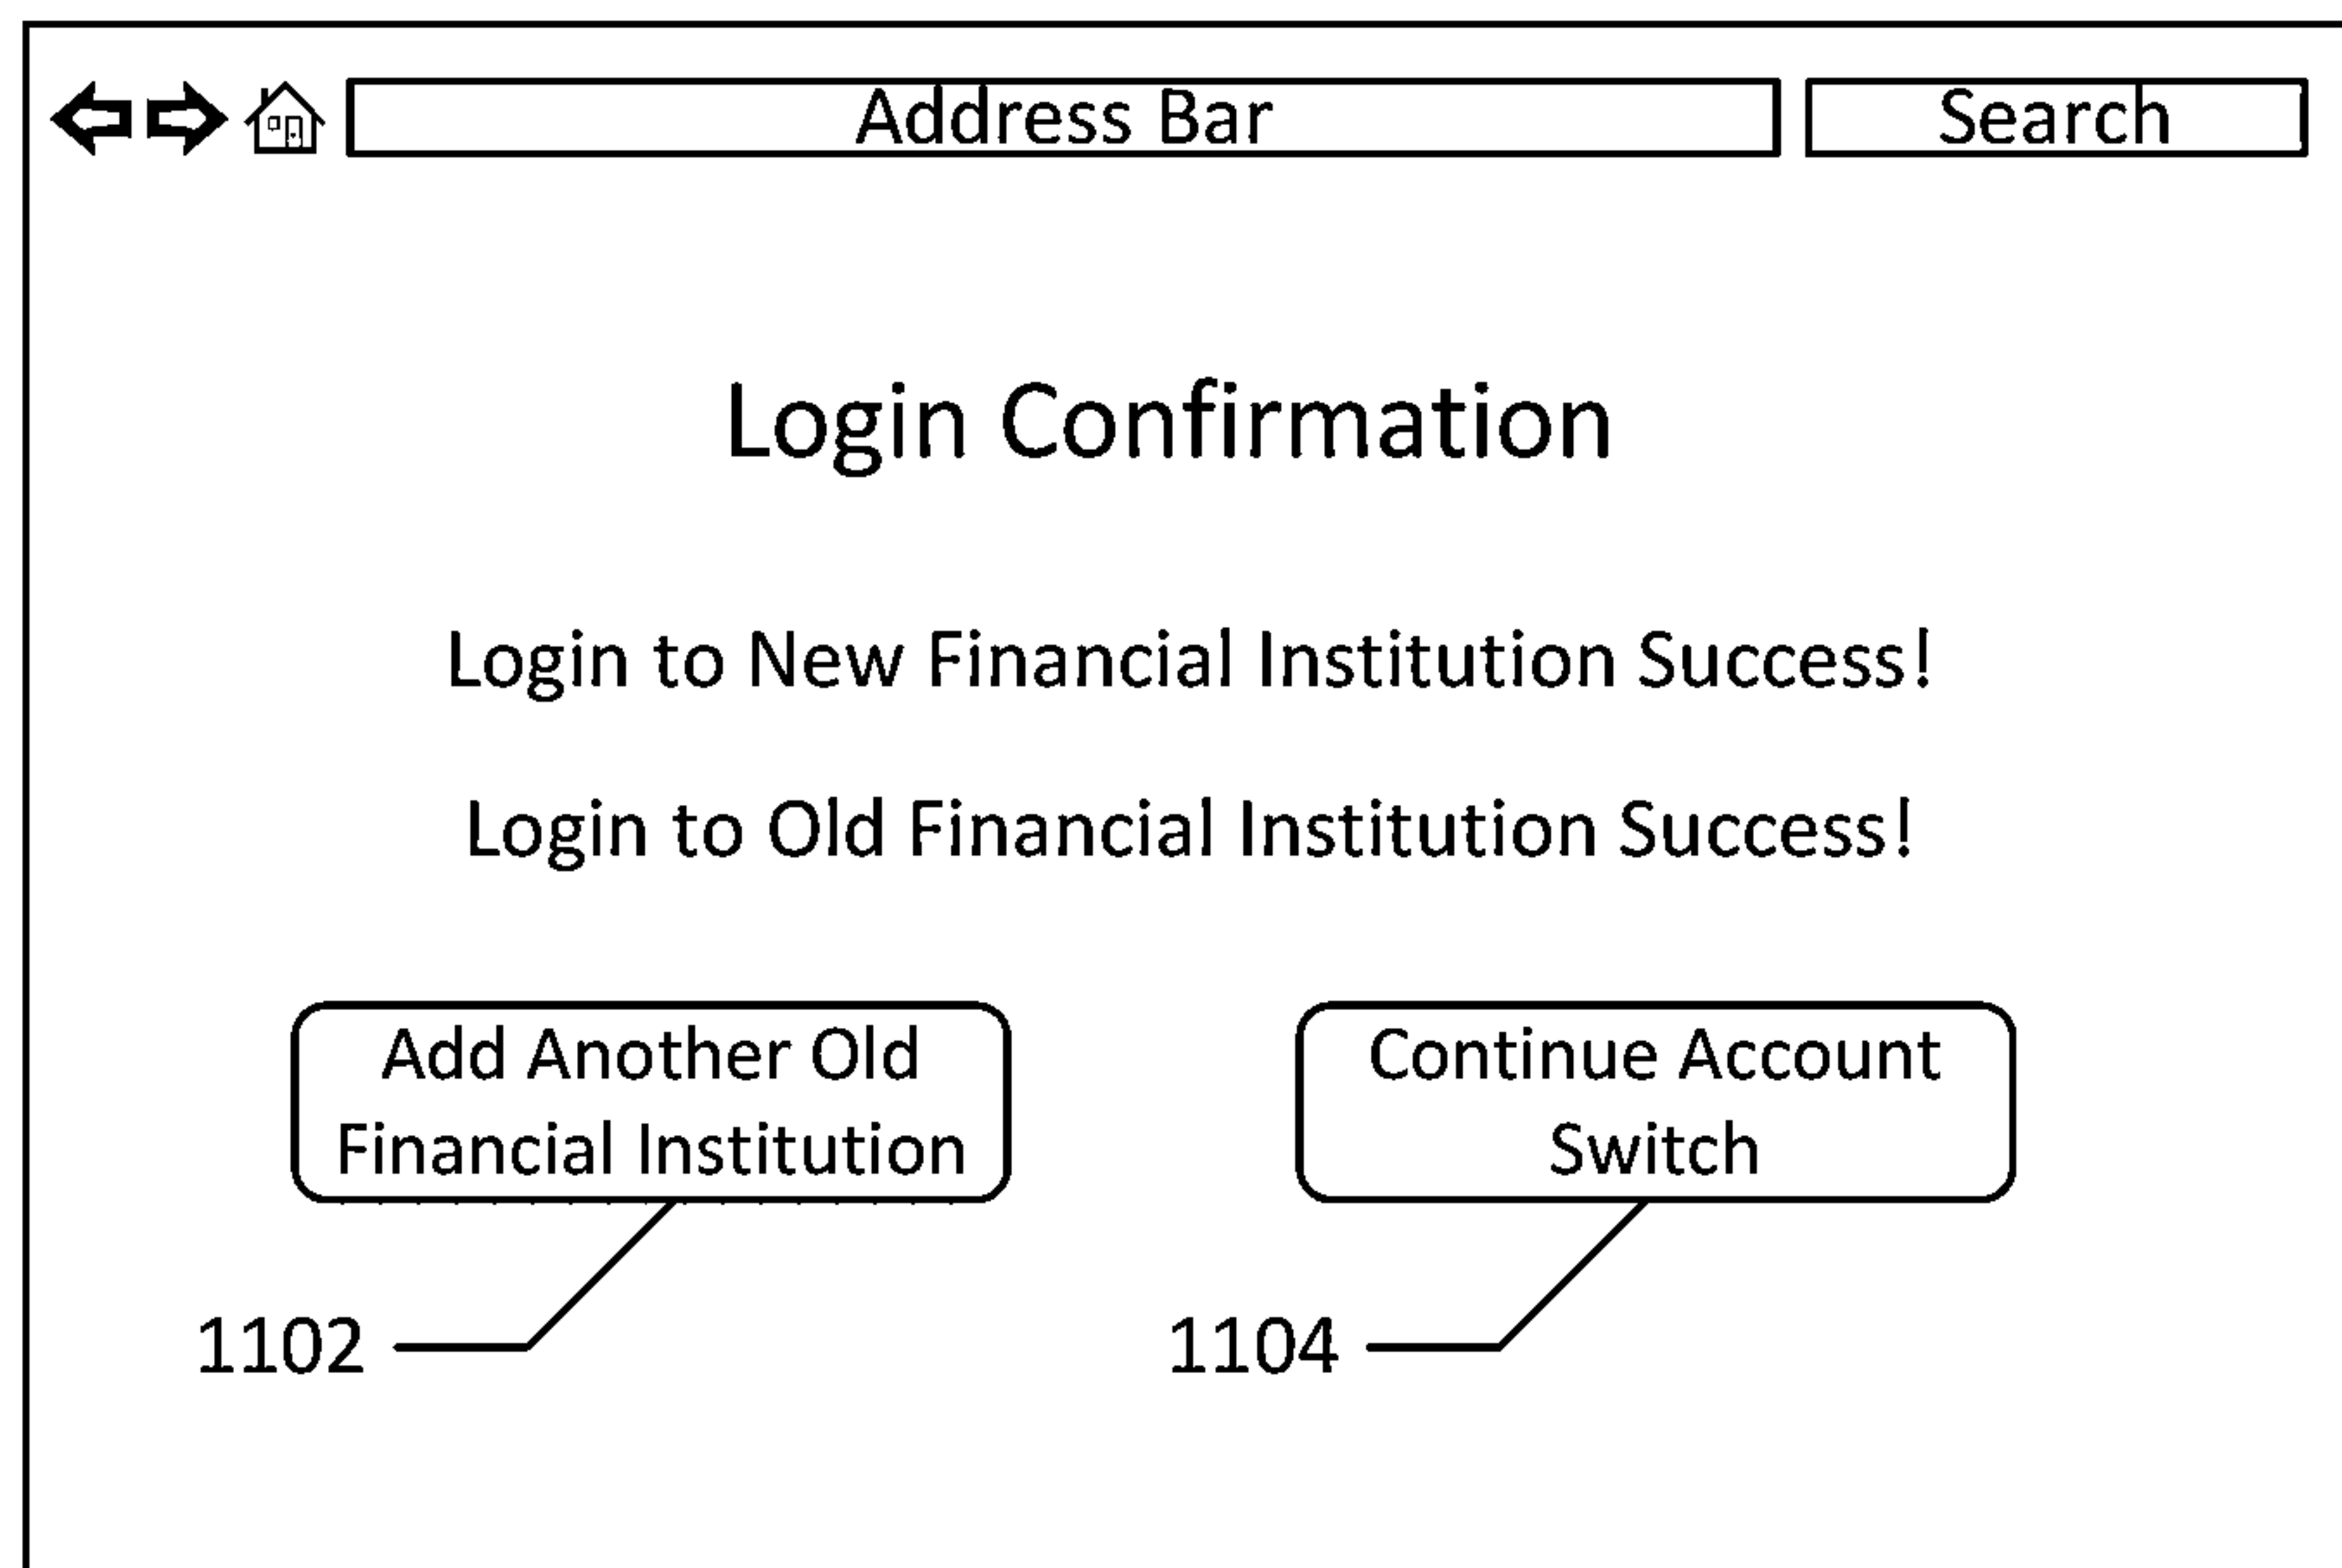 Address Bar Search
Login Confirmation
Login to New Financial Institution Success!
Login to Old Financial Institution Success!
Add Another Old
Financial Institution
Continue Account
Switch
1102
1104